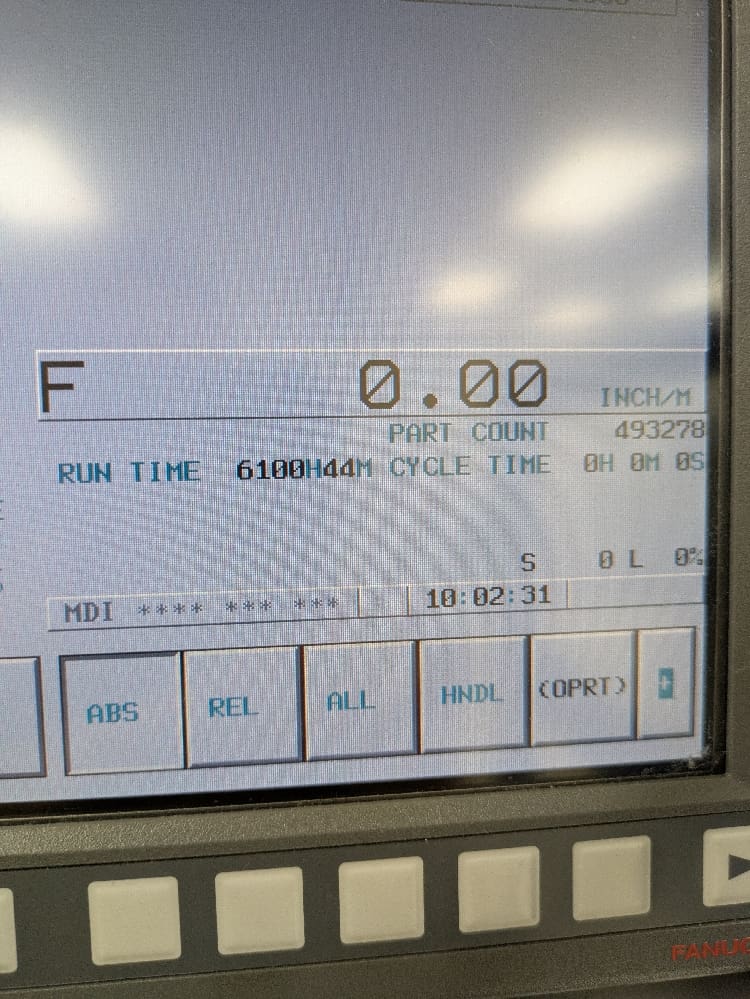 F 0.00 INCH/M
PART COUNT 493278
RUN TIME 6100H44M CYCLE TIME 0H 0M 0S
S 0 L 0%
MDI **** *** *** 10:02:31
ABS REL ALL HNDL (OPRT) +
FANUC